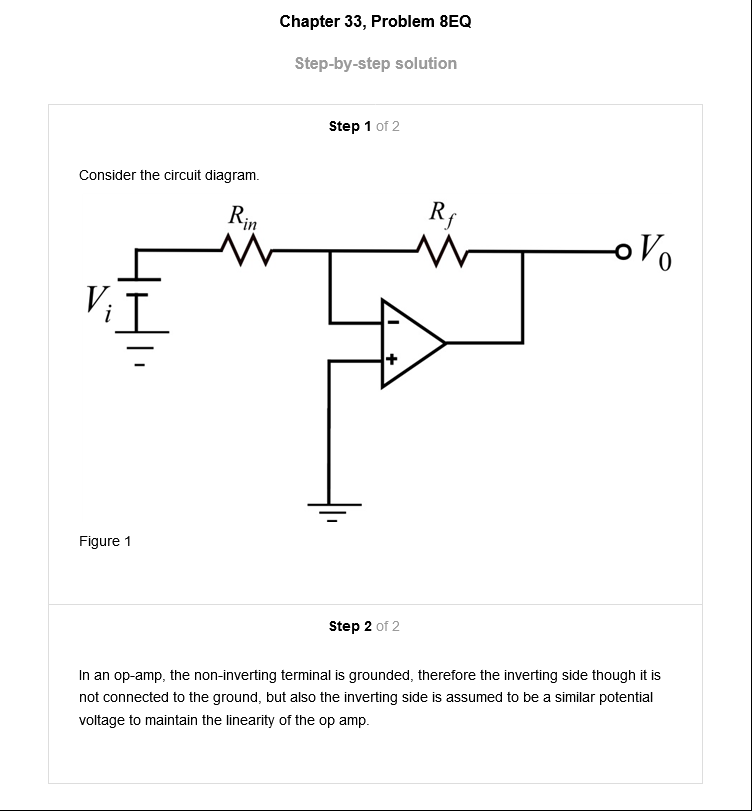 Chapter 33, Problem 8EQ
Step-by-step solution
Step 1 of 2
Consider the circuit diagram.
R_in
R_f
V_0
V_i
-
+
Figure 1
Step 2 of 2
In an op-amp, the non-inverting terminal is grounded, therefore the inverting side though it is
not connected to the ground, but also the inverting side is assumed to be a similar potential
voltage to maintain the linearity of the op amp.